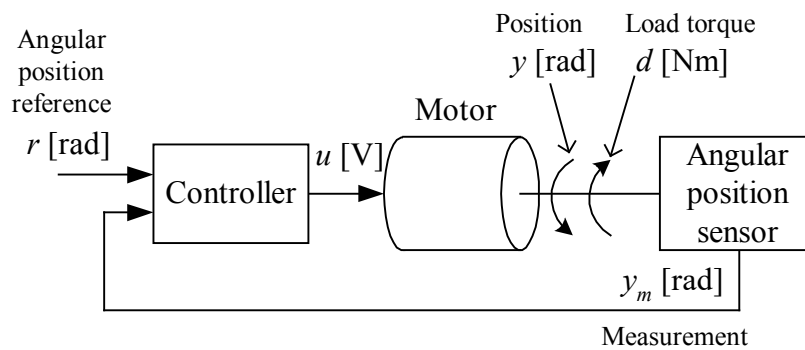 Angular
position
reference
r [rad]
Controller
u [V]
Motor
Position
y [rad]
Load torque
d [Nm]
Angular
position
sensor
y_m [rad]
Measurement